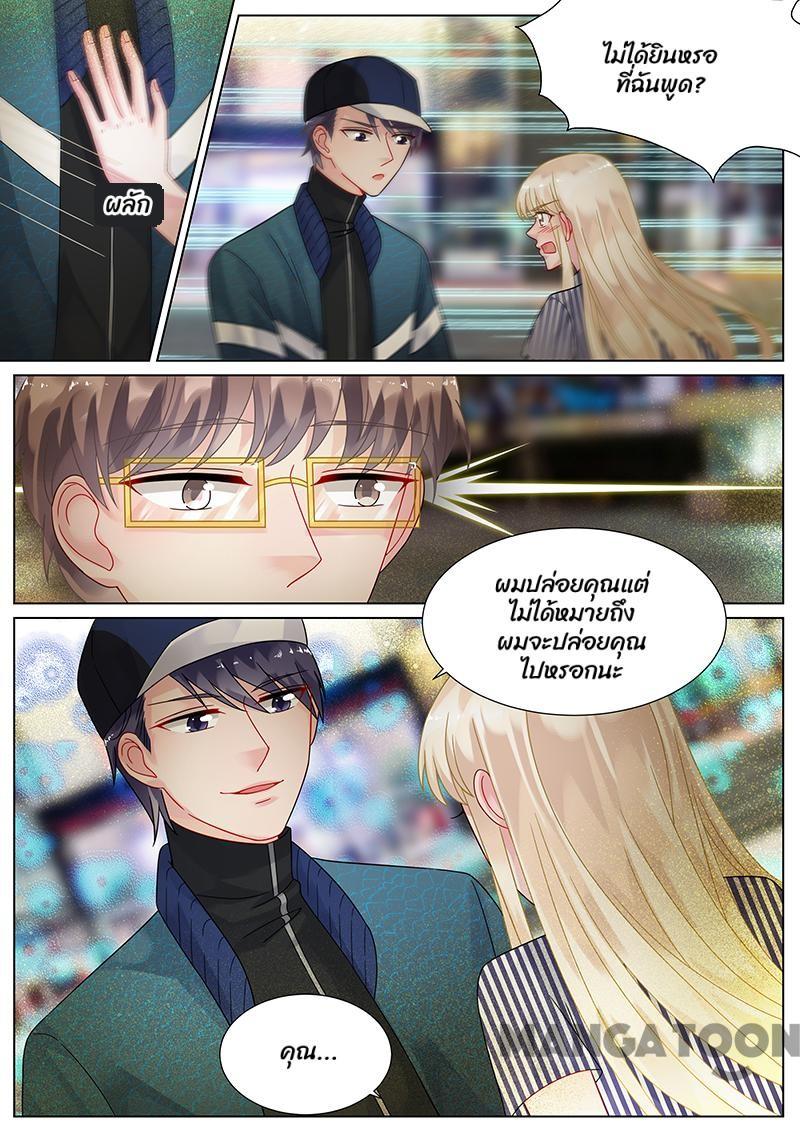 ไม่ได้ยินหรอ
ที่ฉันพูด?
ผลัก
ผมปล่อยคุณแต่
ไม่ได้หมายถึง
ผมจะปล่อยคุณ
ไปหรอกนะ
คุณ...
MANGATOON